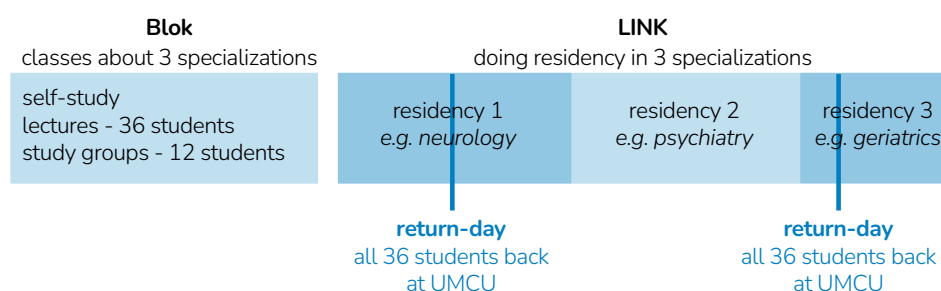 Blok
classes about 3 specializations
self-study
lectures - 36 students
study groups - 12 students
LINK
doing residency in 3 specializations
residency 1
e.g. neurology
residency 2
e.g. psychiatry
residency 3
e.g. geriatrics
return-day
all 36 students back
at UMCU
return-day
all 36 students back
at UMCU